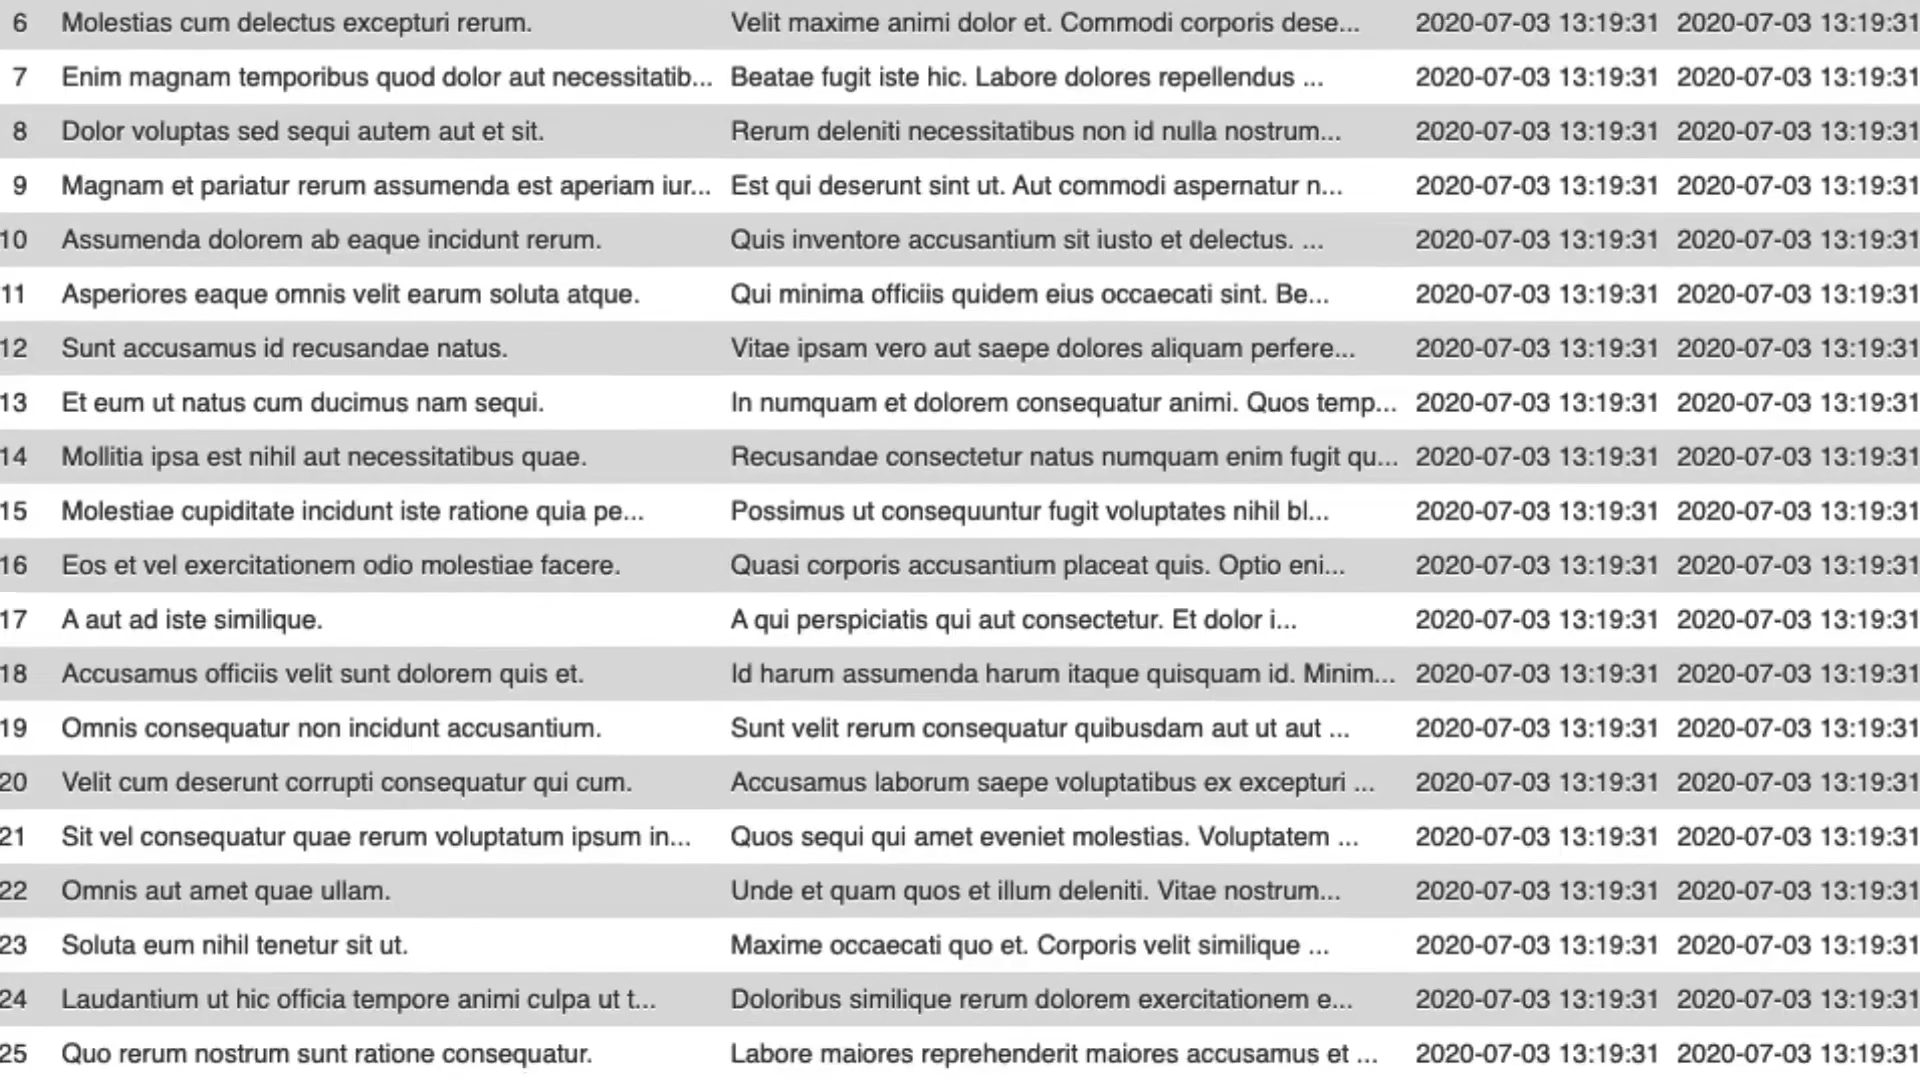 6 Molestias cum delectus excepturi rerum. Velit maxime animi dolor et. Commodi corporis dese... 2020-07-03 13:19:31 2020-07-03 13:19:31
7 Enim magnam temporibus quod dolor aut necessitatib... Beatae fugit iste hic. Labore dolores repellendus ... 2020-07-03 13:19:31 2020-07-03 13:19:31
8 Dolor voluptas sed sequi autem aut et sit. Rerum deleniti necessitatibus non id nulla nostrum... 2020-07-03 13:19:31 2020-07-03 13:19:31
9 Magnam et pariatur rerum assumenda est aperiam iur... Est qui deserunt sint ut. Aut commodi aspernatur n... 2020-07-03 13:19:31 2020-07-03 13:19:31
10 Assumenda dolorem ab eaque incidunt rerum. Quis inventore accusantium sit iusto et delectus. ... 2020-07-03 13:19:31 2020-07-03 13:19:31
11 Asperiores eaque omnis velit earum soluta atque. Qui minima officiis quidem eius occaecati sint. Be... 2020-07-03 13:19:31 2020-07-03 13:19:31
12 Sunt accusamus id recusandae natus. Vitae ipsam vero aut saepe dolores aliquam perfere... 2020-07-03 13:19:31 2020-07-03 13:19:31
13 Et eum ut natus cum ducimus nam sequi. In numquam et dolorem consequatur animi. Quos temp... 2020-07-03 13:19:31 2020-07-03 13:19:31
14 Mollitia ipsa est nihil aut necessitatibus quae. Recusandae consectetur natus numquam enim fugit qu... 2020-07-03 13:19:31 2020-07-03 13:19:31
15 Molestiae cupiditate incidunt iste ratione quia pe... Possimus ut consequuntur fugit voluptates nihil bl... 2020-07-03 13:19:31 2020-07-03 13:19:31
16 Eos et vel exercitationem odio molestiae facere. Quasi corporis accusantium placeat quis. Optio eni... 2020-07-03 13:19:31 2020-07-03 13:19:31
17 A aut ad iste similique. A qui perspiciatis qui aut consectetur. Et dolor i... 2020-07-03 13:19:31 2020-07-03 13:19:31
18 Accusamus officiis velit sunt dolorem quis et. Id harum assumenda harum itaque quisquam id. Minim... 2020-07-03 13:19:31 2020-07-03 13:19:31
19 Omnis consequatur non incidunt accusantium. Sunt velit rerum consequatur quibusdam aut ut aut ... 2020-07-03 13:19:31 2020-07-03 13:19:31
20 Velit cum deserunt corrupti consequatur qui cum. Accusamus laborum saepe voluptatibus ex excepturi ... 2020-07-03 13:19:31 2020-07-03 13:19:31
21 Sit vel consequatur quae rerum voluptatum ipsum in... Quos sequi qui amet eveniet molestias. Voluptatem ... 2020-07-03 13:19:31 2020-07-03 13:19:31
22 Omnis aut amet quae ullam. Unde et quam quos et illum deleniti. Vitae nostrum... 2020-07-03 13:19:31 2020-07-03 13:19:31
23 Soluta eum nihil tenetur sit ut. Maxime occaecati quo et. Corporis velit similique ... 2020-07-03 13:19:31 2020-07-03 13:19:31
24 Laudantium ut hic officia tempore animi culpa ut t... Doloribus similique rerum dolorem exercitationem e... 2020-07-03 13:19:31 2020-07-03 13:19:31
25 Quo rerum nostrum sunt ratione consequatur. Labore maiores reprehenderit maiores accusamus et ... 2020-07-03 13:19:31 2020-07-03 13:19:31